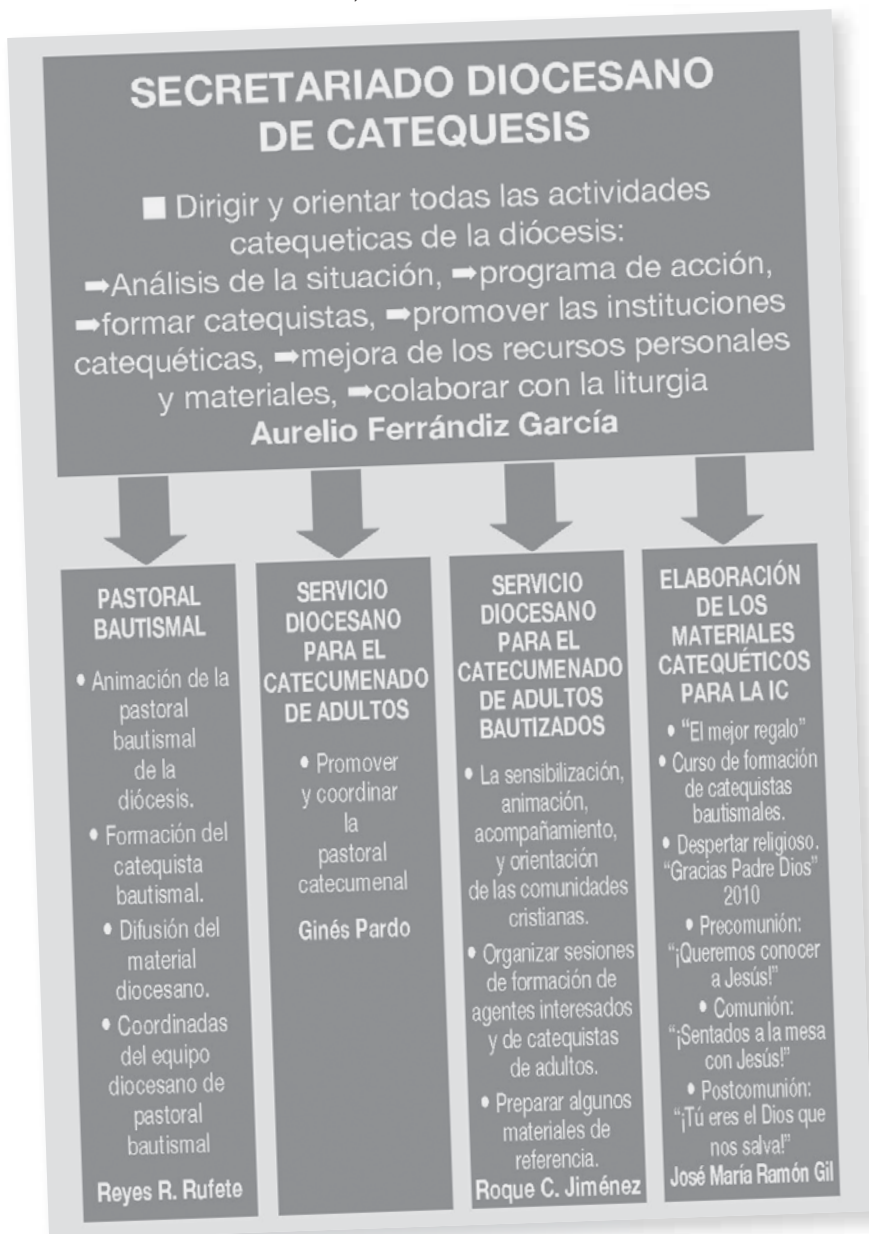 SECRETARIADO DIOCESANO
DE CATEQUESIS
■ Dirigir y orientar todas las actividades
catequeticas de la diócesis:
➡Análisis de la situación, ➡programa de acción,
➡formar catequistas, ➡promover las instituciones
catequéticas, ➡mejora de los recursos personales
y materiales, ➡colaborar con la liturgia
Aurelio Ferrándiz García
PASTORAL
BAUTISMAL
• Animación de la
pastoral
bautismal
de la
diócesis.
• Formación del
catequista
bautismal.
• Difusión del
material
diocesano.
• Coordinadas
del equipo
diocesano de
pastoral
bautismal
Reyes R. Rufete
SERVICIO
DIOCESANO
PARA EL
CATECUMENADO
DE ADULTOS
• Promover
y coordinar
la
pastoral
catecumenal
Ginés Pardo
SERVICIO
DIOCESANO
PARA EL
CATECUMENADO
DE ADULTOS
BAUTIZADOS
• La sensibilización,
animación,
acompañamiento,
y orientación
de las comunidades
cristianas.
• Organizar sesiones
de formación de
agentes interesados
y de catequistas
de adultos.
• Preparar algunos
materiales de
referencia.
Roque C. Jiménez
ELABORACIÓN
DE LOS
MATERIALES
CATEQUÉTICOS
PARA LA IC
• “El mejor regalo”
• Curso de formación
de catequistas
bautismales.
• Despertar religioso.
“Gracias Padre Dios”
2010
• Precomunión:
“¡Queremos conocer
a Jesús!”
• Comunión:
“¡Sentados a la mesa
con Jesús!”
• Postcomunión:
“¡Tú eres el Dios que
nos salva!”
José María Ramón Gil